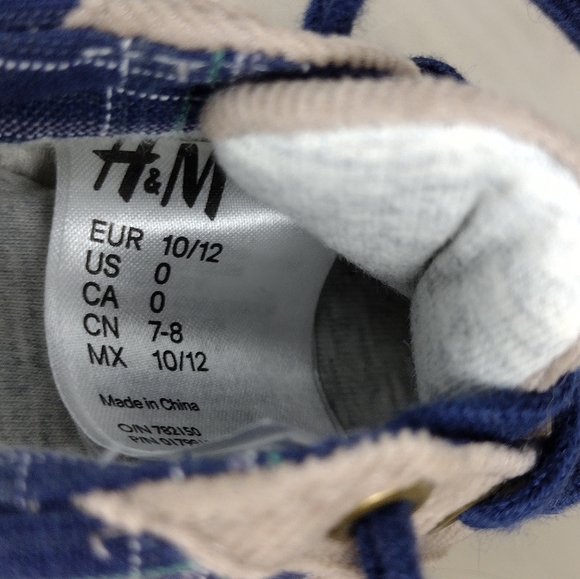 H&M
EUR 10/12
US 0
CA 0
CN 7-8
MX 10/12
Made in China
O/N 782150
P/N